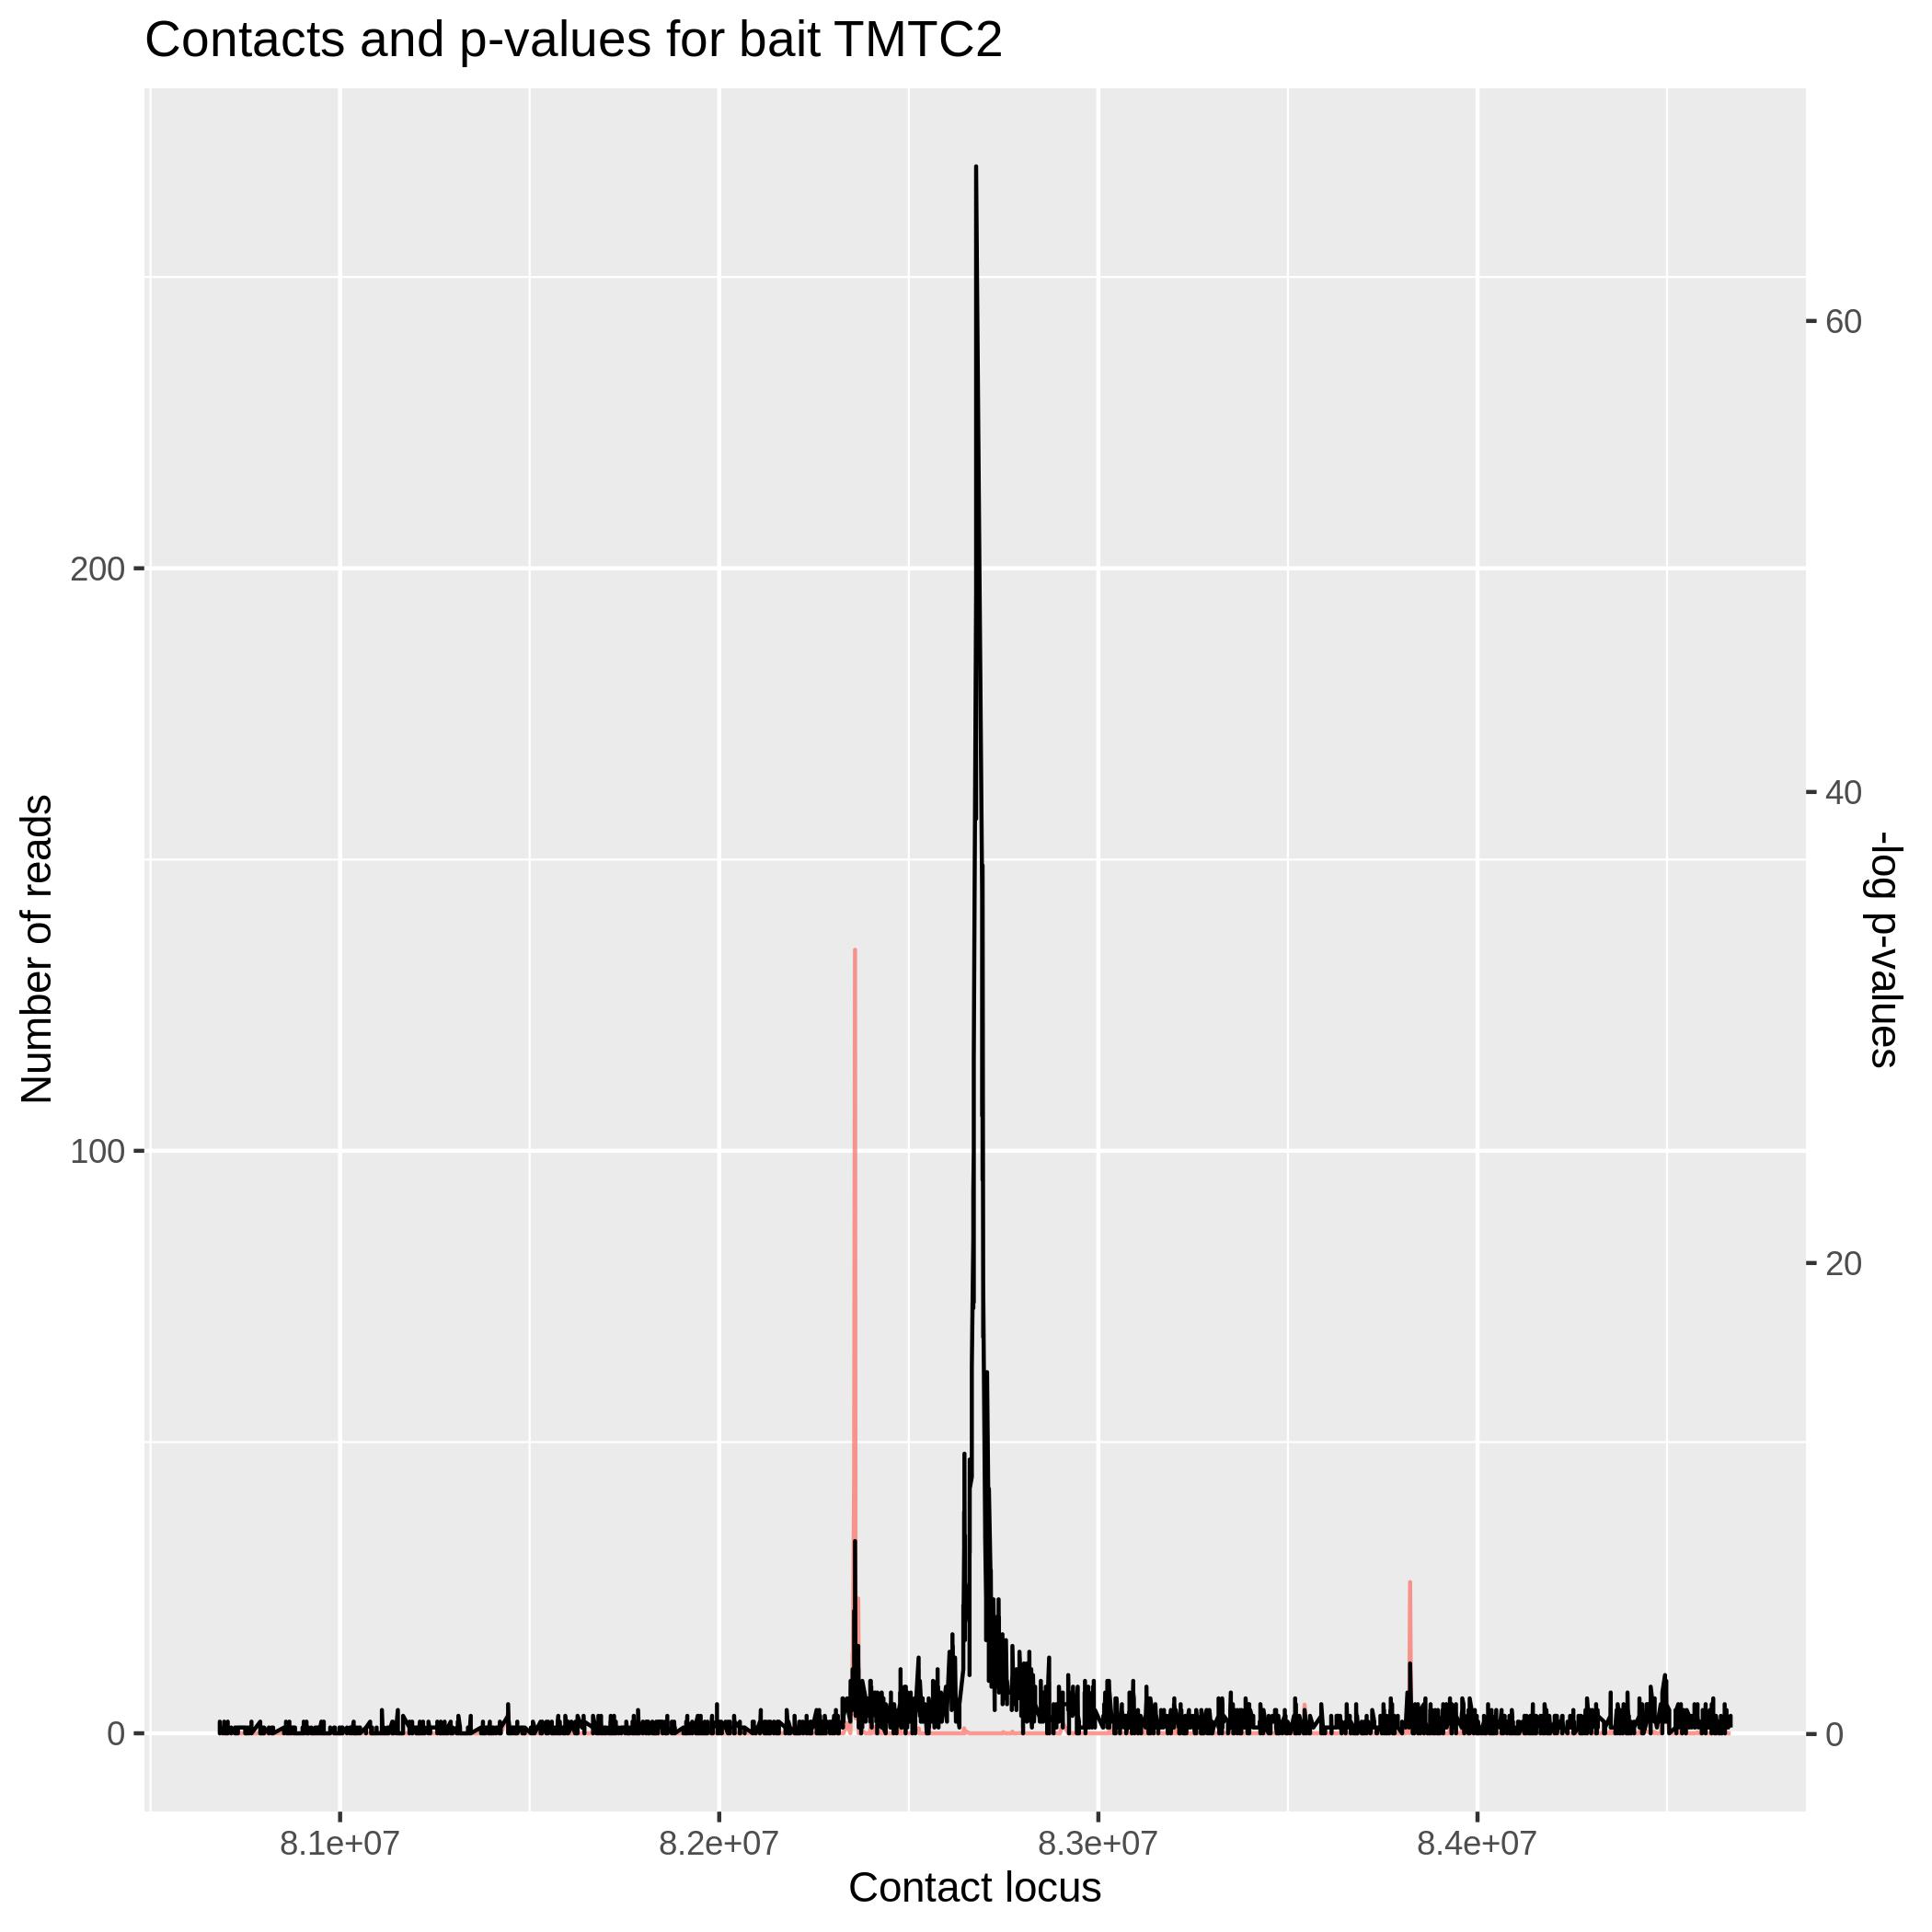 Contacts and p-values for bait TMTC2
Number of reads
200
100
0
60
40
20
0
-log p-values
8.1e+07
8.2e+07
8.3e+07
8.4e+07
Contact locus